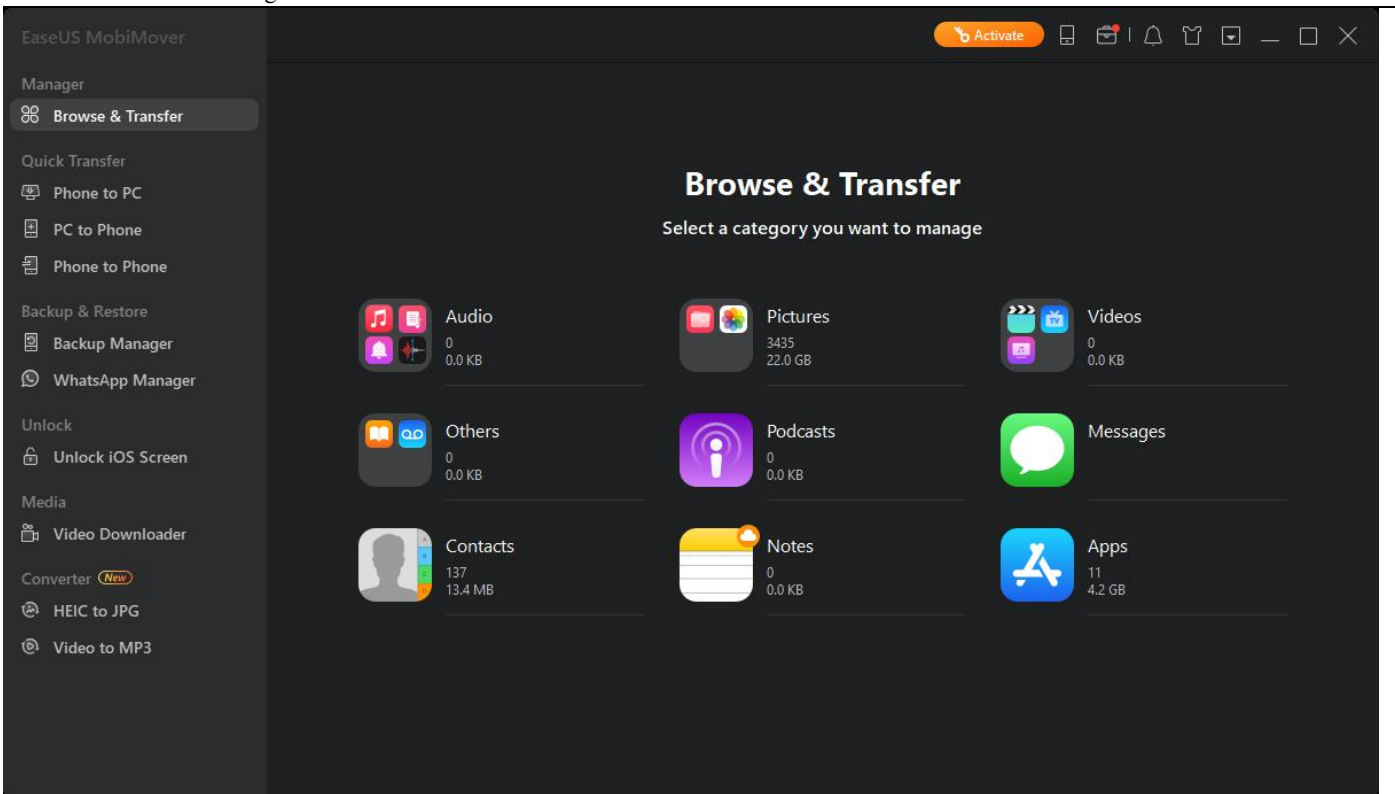 EaseUS MobiMover
Activate
Manager
Browse & Transfer
Quick Transfer
Phone to PC
PC to Phone
Phone to Phone
Backup & Restore
Backup Manager
WhatsApp Manager
Unlock
Unlock iOS Screen
Media
Video Downloader
Converter New
HEIC to JPG
Video to MP3
Browse & Transfer
Select a category you want to manage
Audio
0
0.0 KB
Pictures
3435
22.0 GB
Videos
0
0.0 KB
Others
0
0.0 KB
Podcasts
0
0.0 KB
Messages
Contacts
137
13.4 MB
Notes
0
0.0 KB
Apps
11
4.2 GB